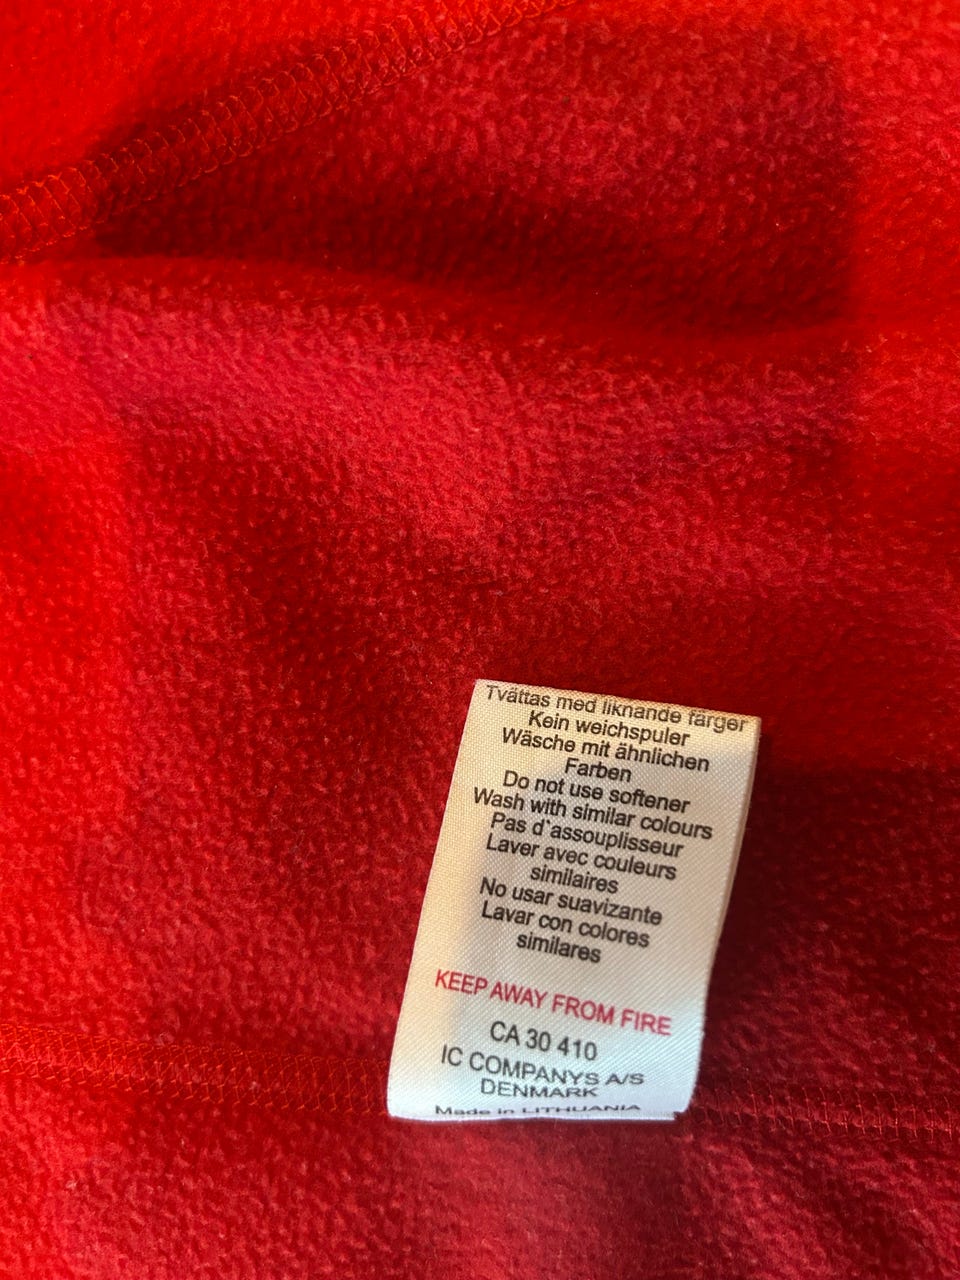 Tvättas med liknande färger
Kein weichspuler
Wäsche mit ähnlichen
Farben
Do not use softener
Wash with similar colours
Pas d`assouplisseur
Laver avec couleurs
similaires
No usar suavizante
Lavar con colores
similares
KEEP AWAY FROM FIRE
CA 30 410
IC COMPANYS A/S
DENMARK
Made in LITHUANIA